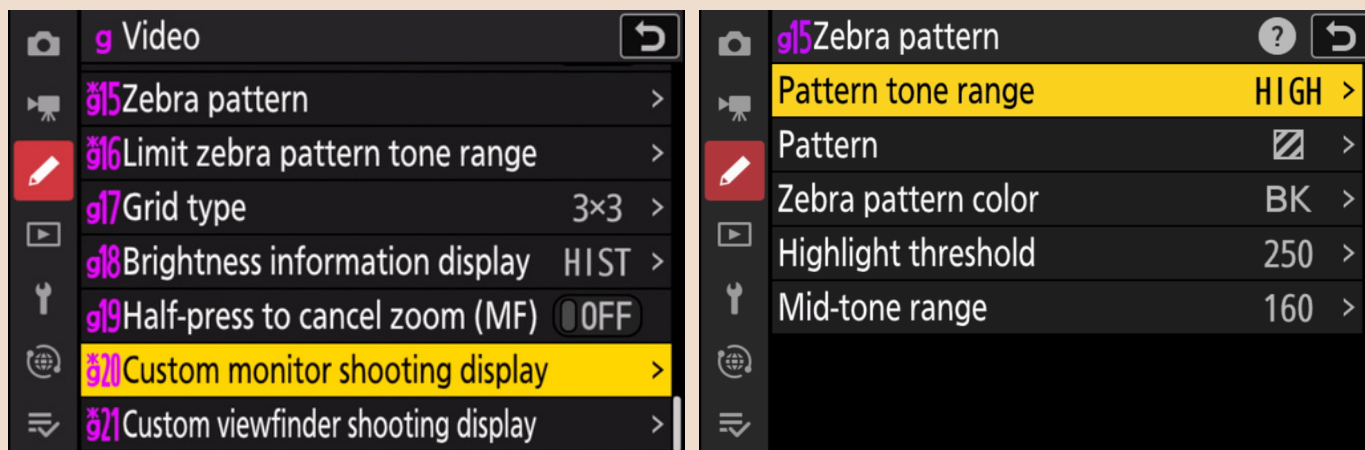 g Video
*g15 Zebra pattern >
*g16 Limit zebra pattern tone range >
g17 Grid type 3×3 >
g18 Brightness information display HIST >
g19 Half-press to cancel zoom (MF) OFF
*g20 Custom monitor shooting display >
*g21 Custom viewfinder shooting display >
g15 Zebra pattern ?
Pattern tone range HIGH >
Pattern >
Zebra pattern color BK >
Highlight threshold 250 >
Mid-tone range 160 >